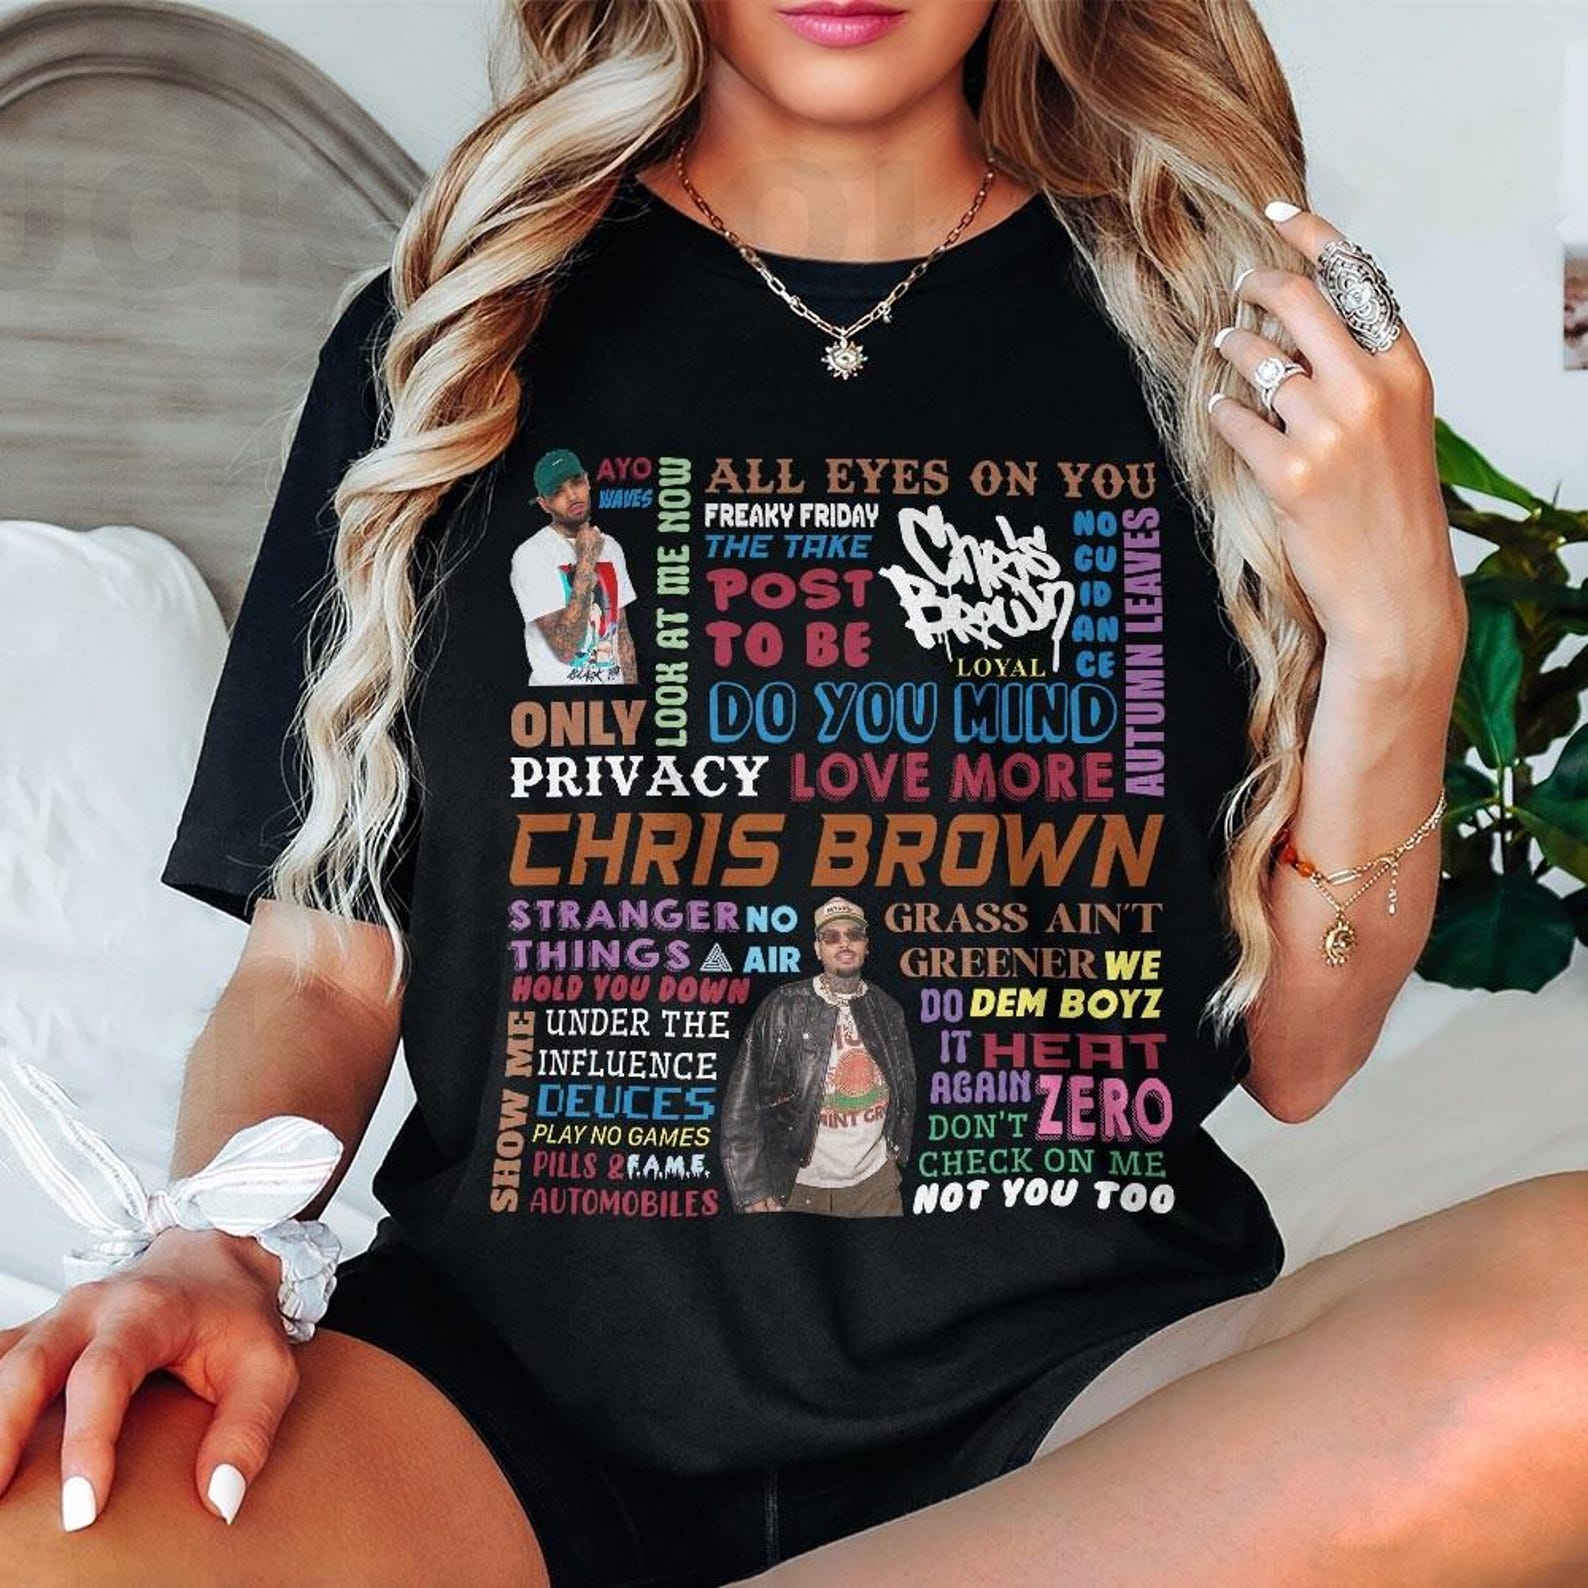 AYO
WAVES
LOOK AT ME NOW
ALL EYES ON YOU
FREAKY FRIDAY
THE TAKE
POST
TO BE
Chris
Brown
LOYAL
NO
GU
ID
AN
CE
AUTUMN LEAVES
ONLY
DO YOU MIND
PRIVACY
LOVE MORE
CHRIS BROWN
STRANGER
THINGS
NO
AIR
GRASS AIN'T
GREENER
WE
DEM BOYZ
HOLD YOU DOWN
DO
IT
AGAIN
HEAT
ZERO
SHOW ME
UNDER THE
INFLUENCE
DEUCES
PLAY NO GAMES
PILLS &
AUTOMOBILES
F.A.M.E.
DON'T
CHECK ON ME
NOT YOU TOO
MINT GR